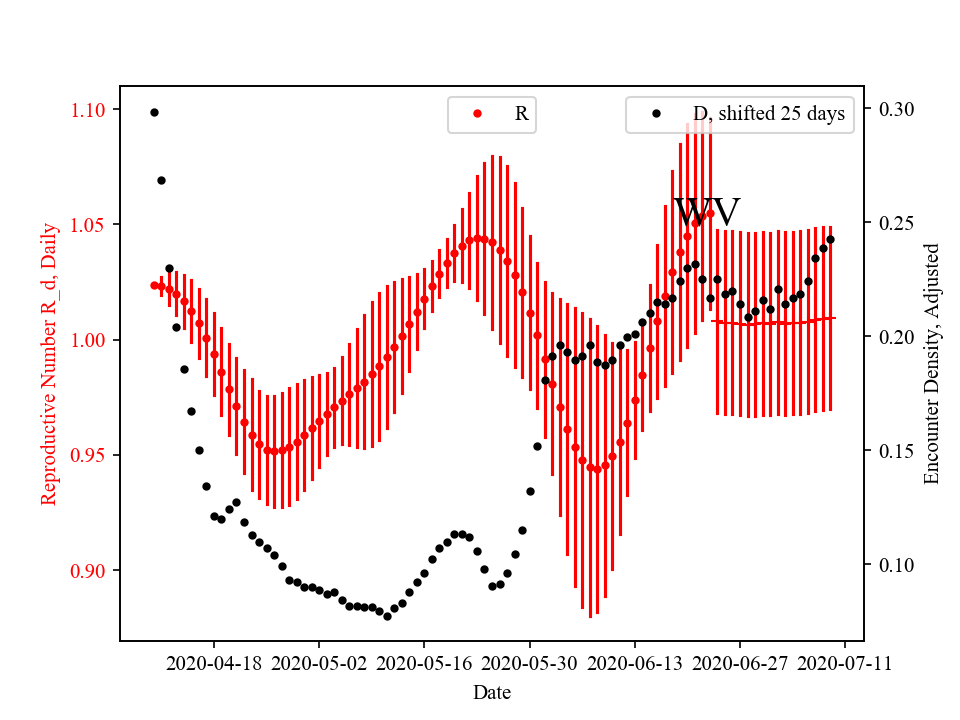 R
D, shifted 25 days
1.10
1.05
1.00
0.95
0.90
Reproductive Number R_d, Daily
WV
0.30
0.25
0.20
0.15
0.10
Encounter Density, Adjusted
2020-04-18 2020-05-02 2020-05-16 2020-05-30 2020-06-13 2020-06-27 2020-07-11
Date